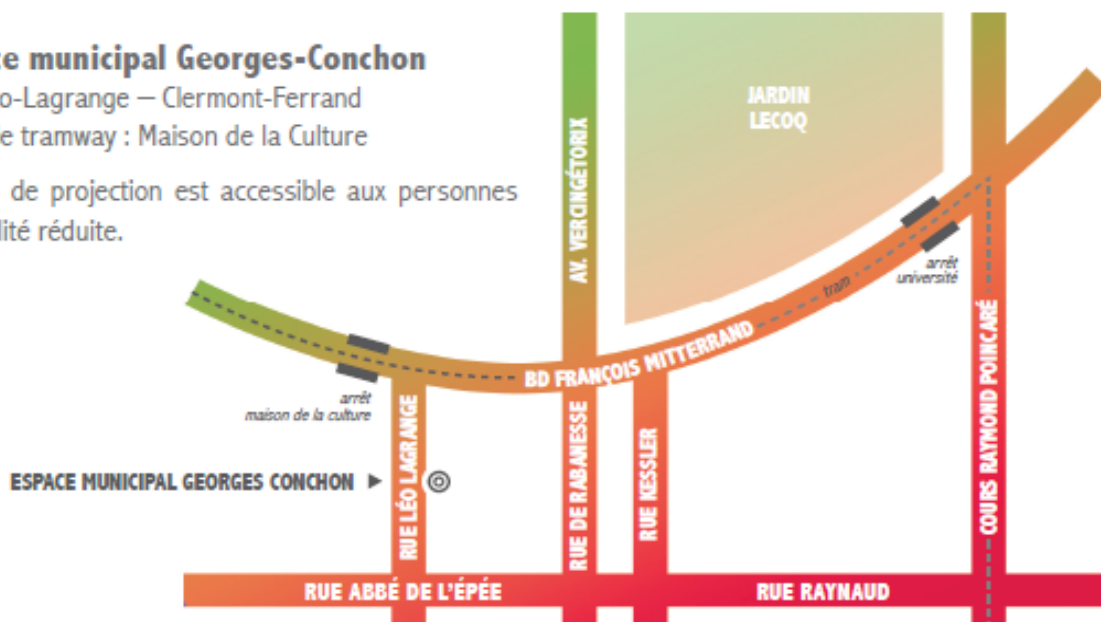 ce municipal Georges-Conchon
o-Lagrange – Clermont-Ferrand
le tramway : Maison de la Culture
de projection est accessible aux personnes
lité réduite.
JARDIN
LECOQ
AV. VERCINGÉTORIX
arrêt
université
tram
BD FRANÇOIS MITTERRAND
arrêt
maison de la culture
ESPACE MUNICIPAL GEORGES CONCHON
RUE LÉO LAGRANGE
RUE DE RABANESSE
RUE KESSLER
COURS RAYMOND POINCARÉ
RUE ABBÉ DE L'ÉPÉE
RUE RAYNAUD